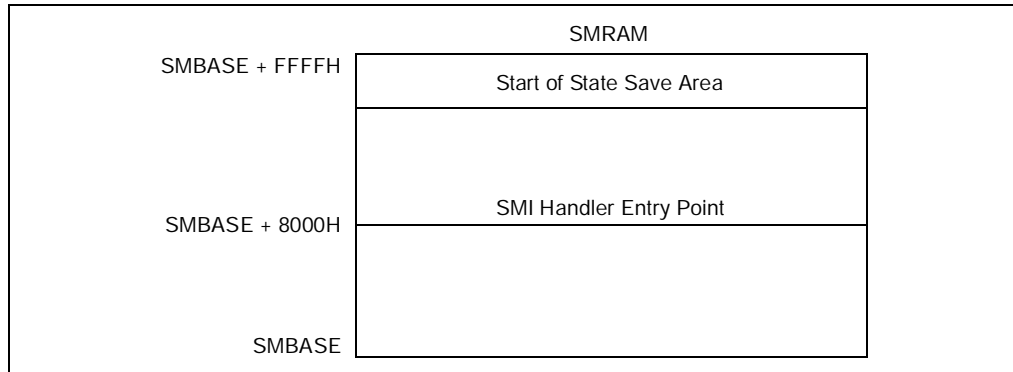 SMRAM
SMBASE + FFFFH
Start of State Save Area
SMI Handler Entry Point
SMBASE + 8000H
SMBASE